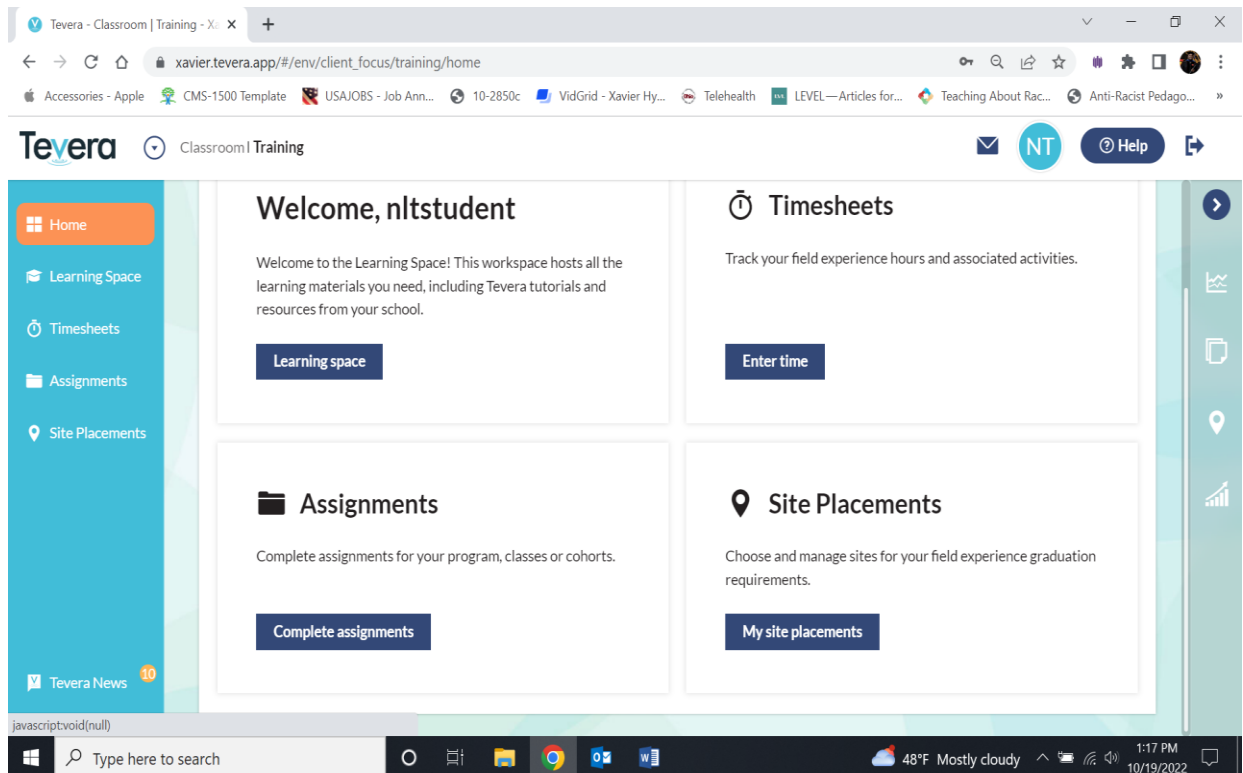 Tevera - Classroom | Training - Xa
xavier.tevera.app/#/env/client_focus/training/home
Accessories - Apple CMS-1500 Template USAJOBS - Job Ann... 10-2850c VidGrid - Xavier Hy... Telehealth LEVEL—Articles for... Teaching About Rac... Anti-Racist Pedago... »
Tevera Classroom | Training NT Help
Home
Learning Space
Timesheets
Assignments
Site Placements
Tevera News 10
Welcome, nltstudent
Welcome to the Learning Space! This workspace hosts all the
learning materials you need, including Tevera tutorials and
resources from your school.
Learning space
Timesheets
Track your field experience hours and associated activities.
Enter time
Assignments
Complete assignments for your program, classes or cohorts.
Complete assignments
Site Placements
Choose and manage sites for your field experience graduation
requirements.
My site placements
javascript:void(null)
Type here to search
48°F Mostly cloudy
1:17 PM
10/19/2022